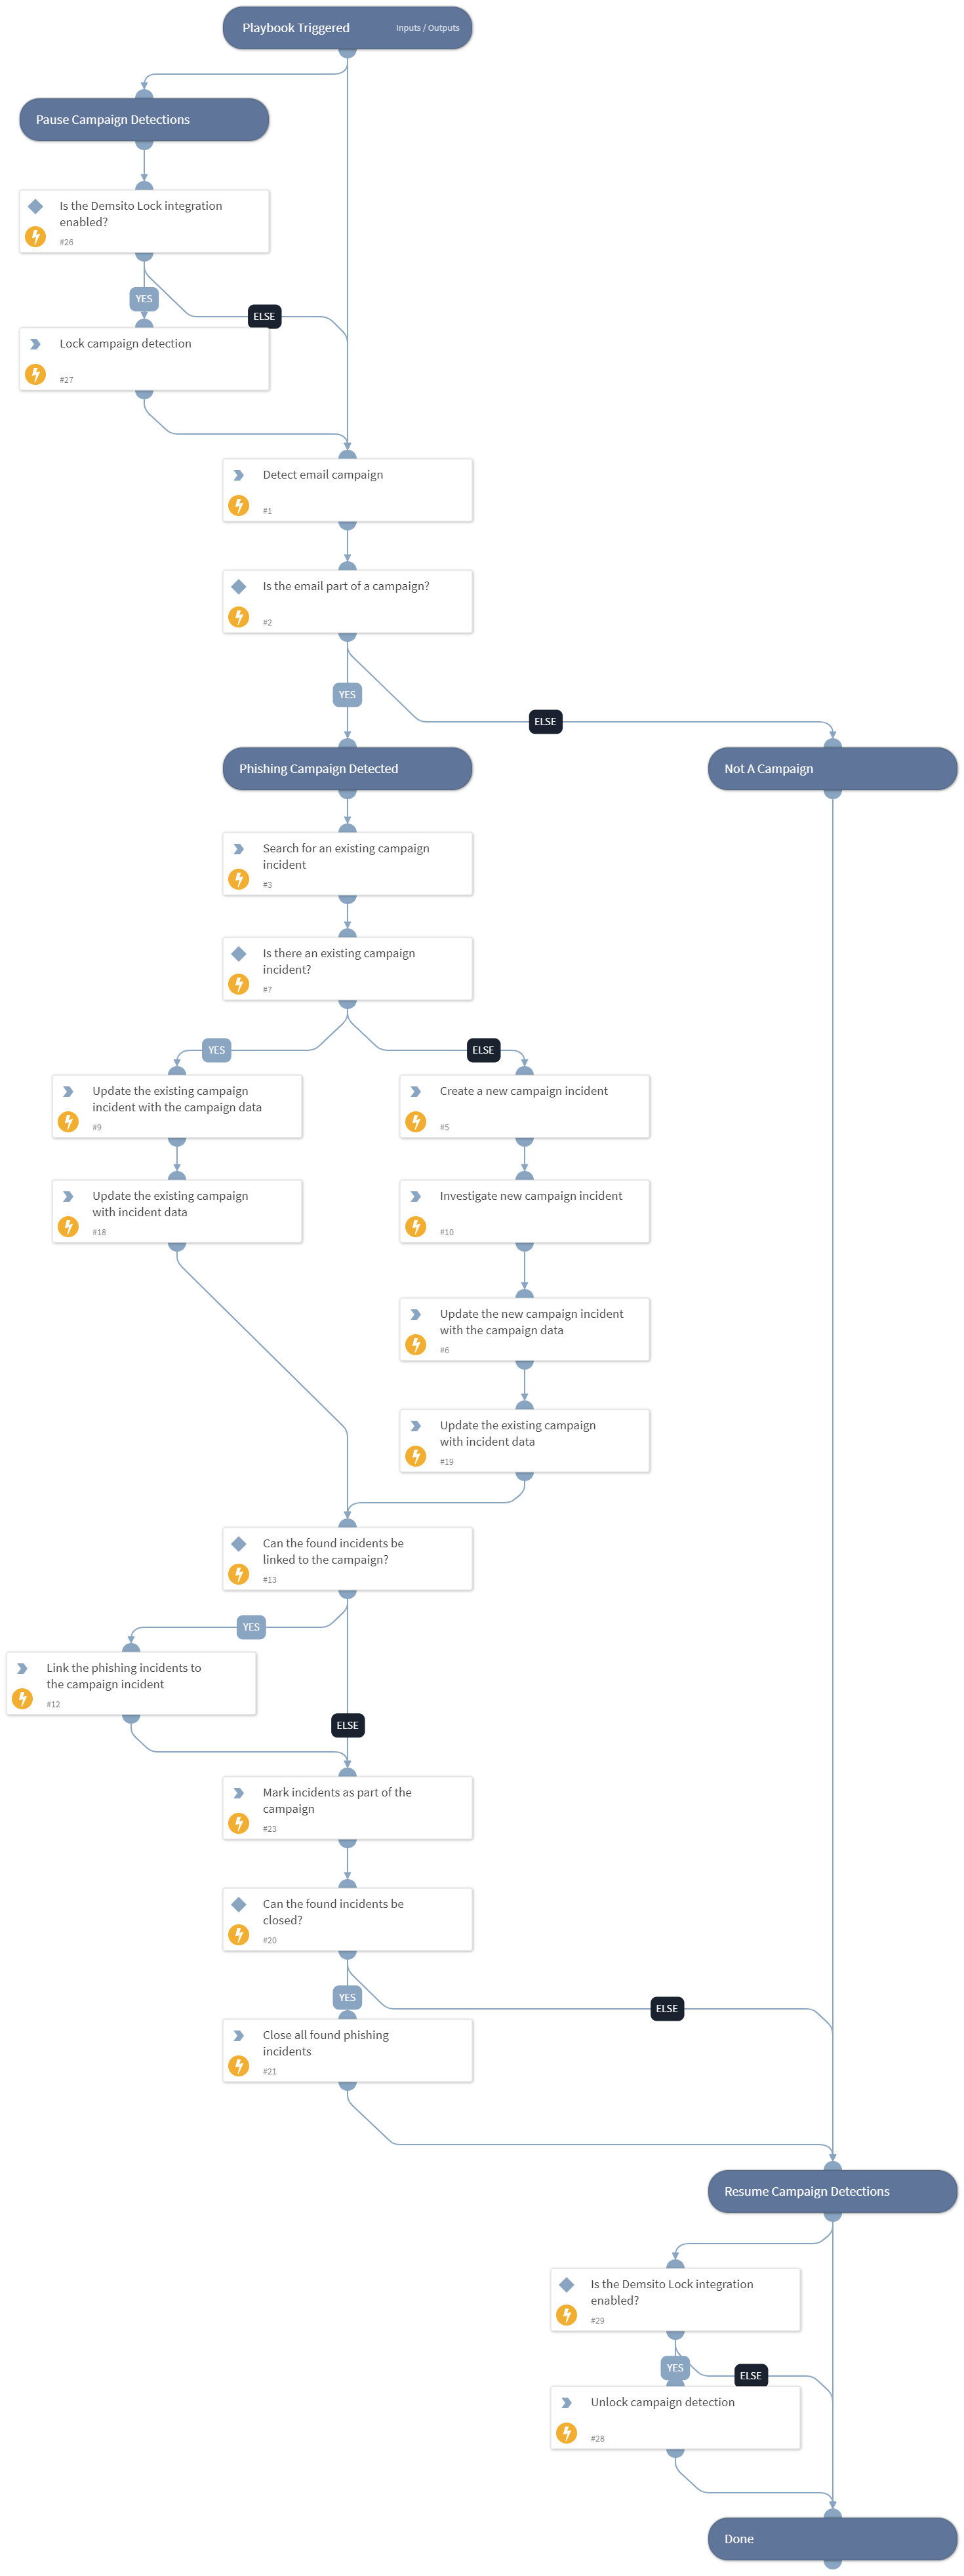 Playbook Triggered
Inputs / Outputs
Pause Campaign Detections
Is the Demsito Lock integration
enabled?
#26
YES
ELSE
Lock campaign detection
#27
Detect email campaign
#1
Is the email part of a campaign?
#2
YES
ELSE
Phishing Campaign Detected
Not A Campaign
Search for an existing campaign
incident
#3
Is there an existing campaign
incident?
#7
YES
ELSE
Update the existing campaign
incident with the campaign data
#9
Create a new campaign incident
#5
Update the existing campaign
with incident data
#18
Investigate new campaign incident
#10
Update the new campaign incident
with the campaign data
#6
Update the existing campaign
with incident data
#19
Can the found incidents be
linked to the campaign?
#13
YES
Link the phishing incidents to
the campaign incident
#12
ELSE
Mark incidents as part of the
campaign
#23
Can the found incidents be
closed?
#20
YES
ELSE
Close all found phishing
incidents
#21
Resume Campaign Detections
Is the Demsito Lock integration
enabled?
#29
YES
ELSE
Unlock campaign detection
#28
Done